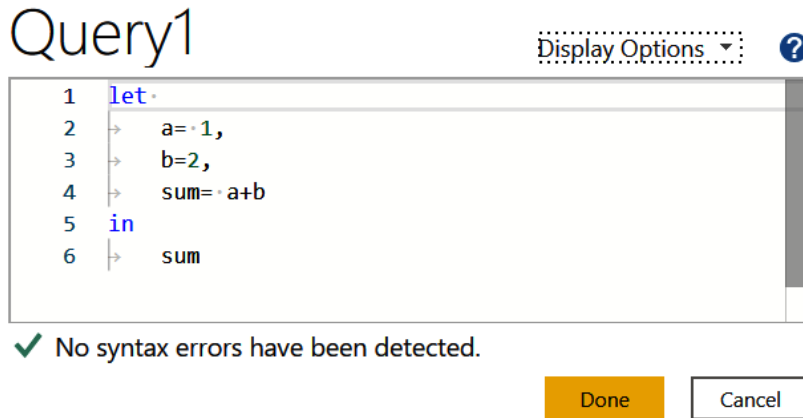 Query1
Display Options
?
1 let
2 a= 1,
3 b=2,
4 sum= a+b
5 in
6 sum
No syntax errors have been detected.
Done Cancel